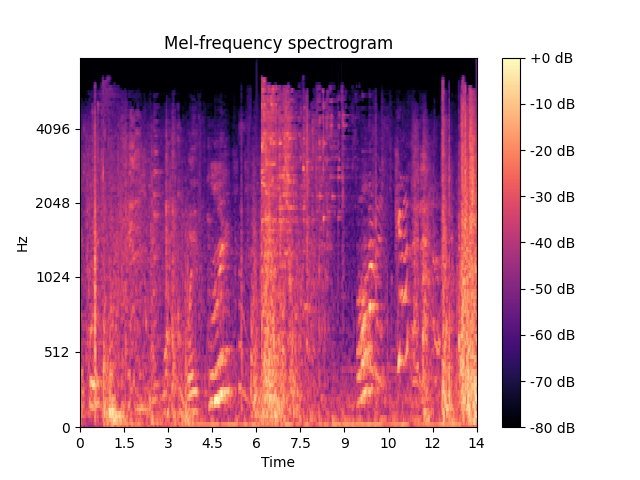 Mel-frequency spectrogram
+0 dB
4096
-10 dB
-20 dB
2048
-30 dB
Hz
-40 dB
1024
-50 dB
-60 dB
512
-70 dB
0
-80 dB
0 1.5 3 4.5 6 7.5 9 10 12 14
Time